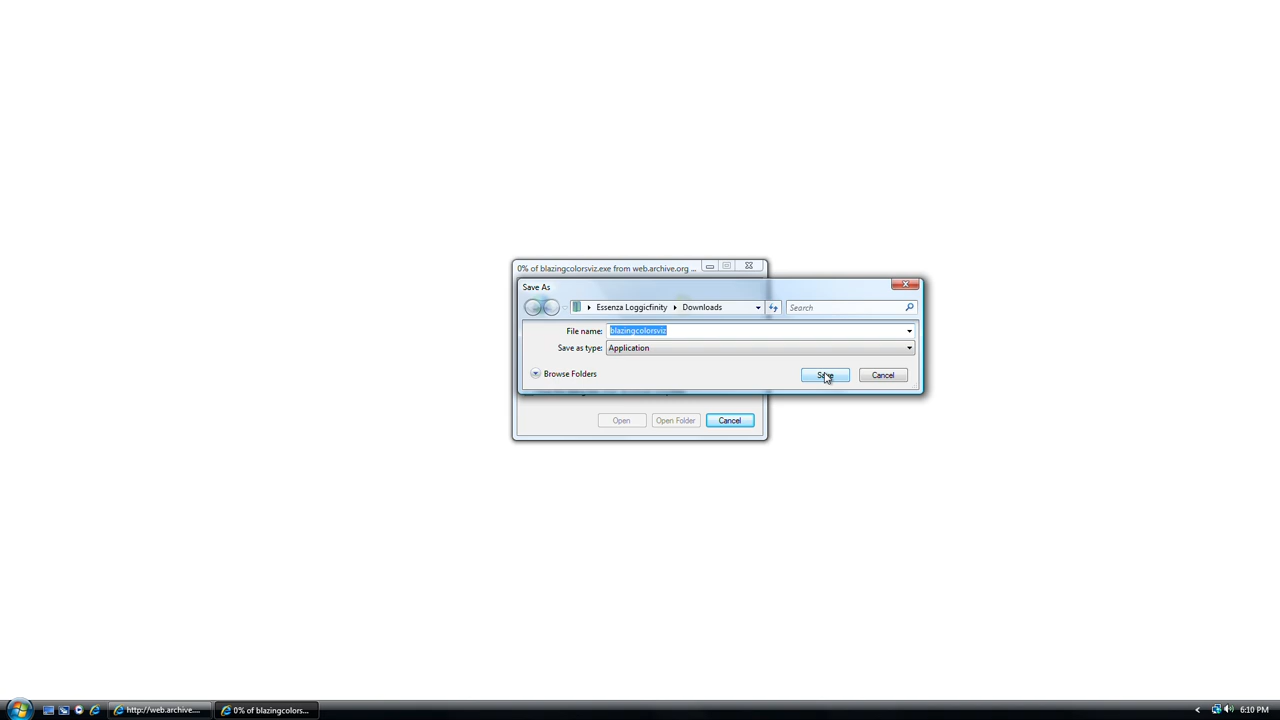 0% of blazingcolorsviz.exe from web.archive.org ...
Save As
Essenza Loggicfinity Downloads
Search
File name: blazingcolorsviz
Save as type: Application
Browse Folders
Save Cancel
Open Open Folder Cancel
http://web.archive.... 0% of blazingcolors... 6:10 PM